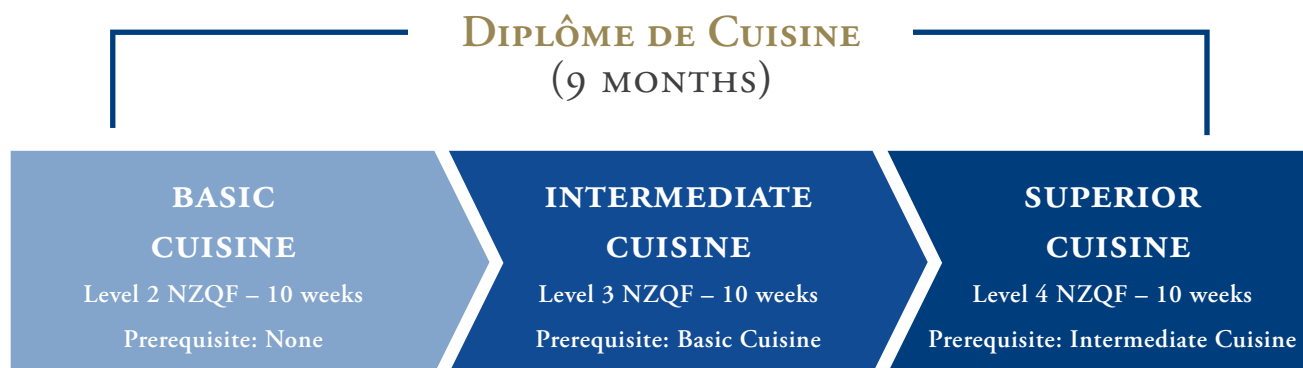 Diplôme de Cuisine
(9 months)
BASIC
CUISINE
Level 2 NZQF – 10 weeks
Prerequisite: None
INTERMEDIATE
CUISINE
Level 3 NZQF – 10 weeks
Prerequisite: Basic Cuisine
SUPERIOR
CUISINE
Level 4 NZQF – 10 weeks
Prerequisite: Intermediate Cuisine